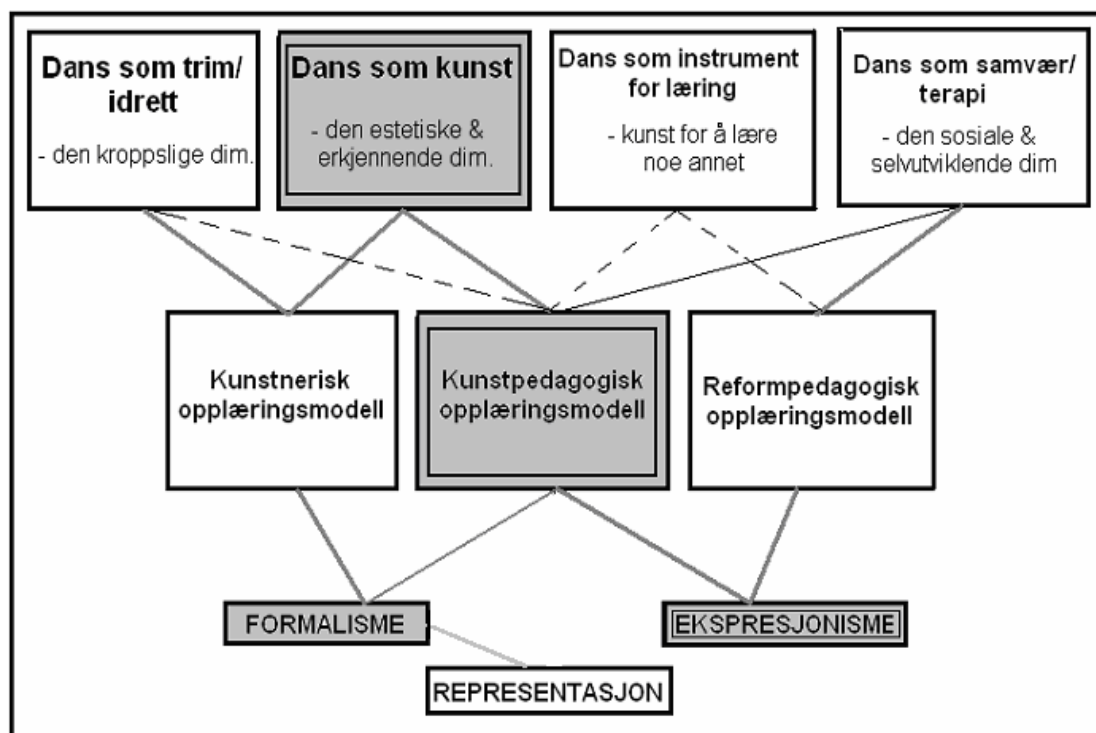 Dans som trim/
idrett
- den kroppslige dim.
Dans som kunst
- den estetiske &
erkjennende dim.
Dans som instrument
for læring
- kunst for å lære
noe annet
Dans som samvær/
terapi
- den sosiale &
selvutviklende dim
Kunstnerisk
opplæringsmodell
Kunstpedagogisk
opplæringsmodell
Reformpedagogisk
opplæringsmodell
FORMALISME
EKSPRESJONISME
REPRESENTASJON